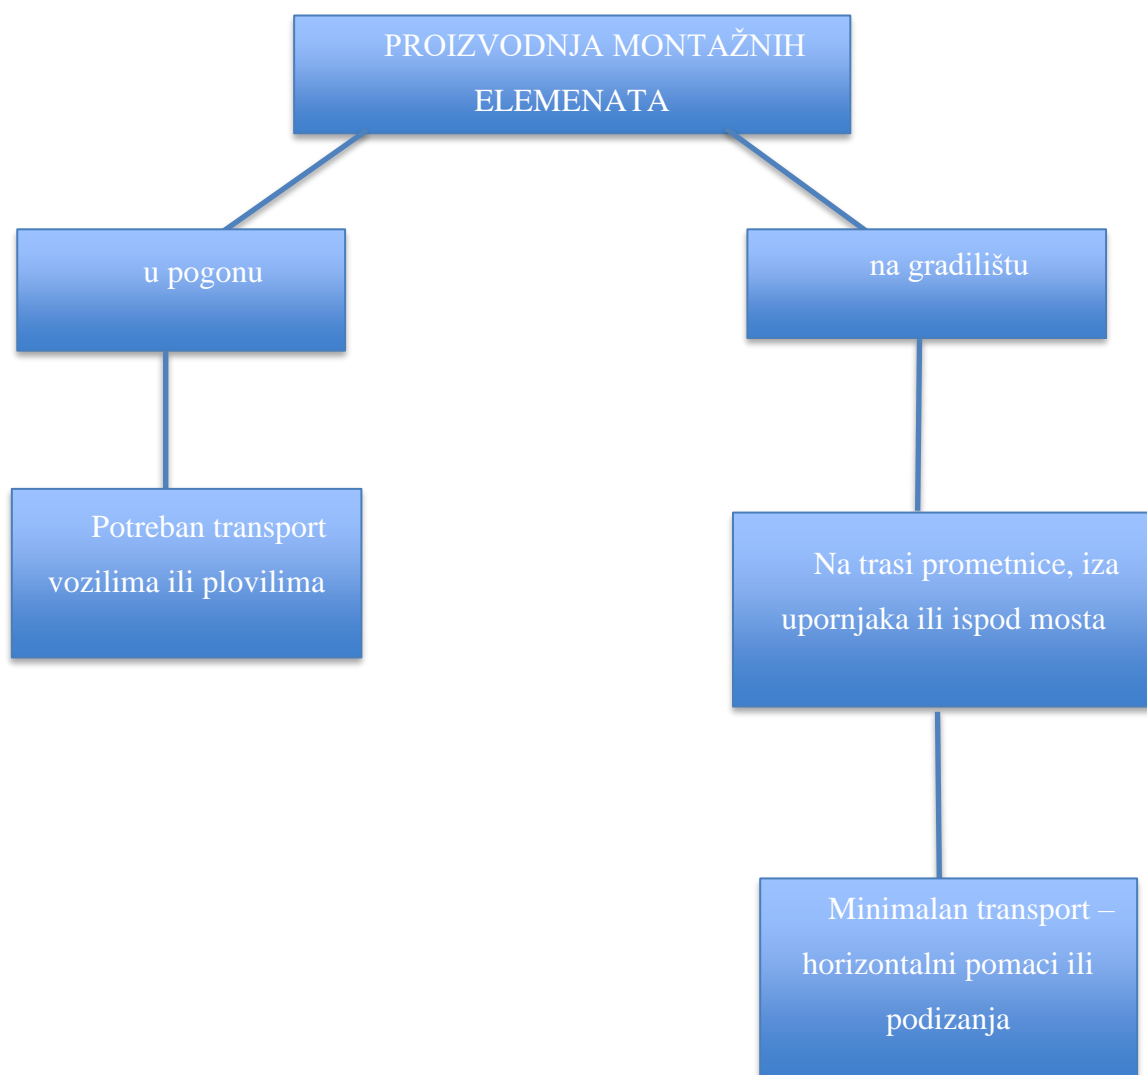 PROIZVODNJA MONTAŽNIH
ELEMENATA
u pogonu
na gradilištu
Potreban transport
vozilima ili plovilima
Na trasi prometnice, iza
upornjaka ili ispod mosta
Minimalan transport –
horizontalni pomaci ili
podizanja